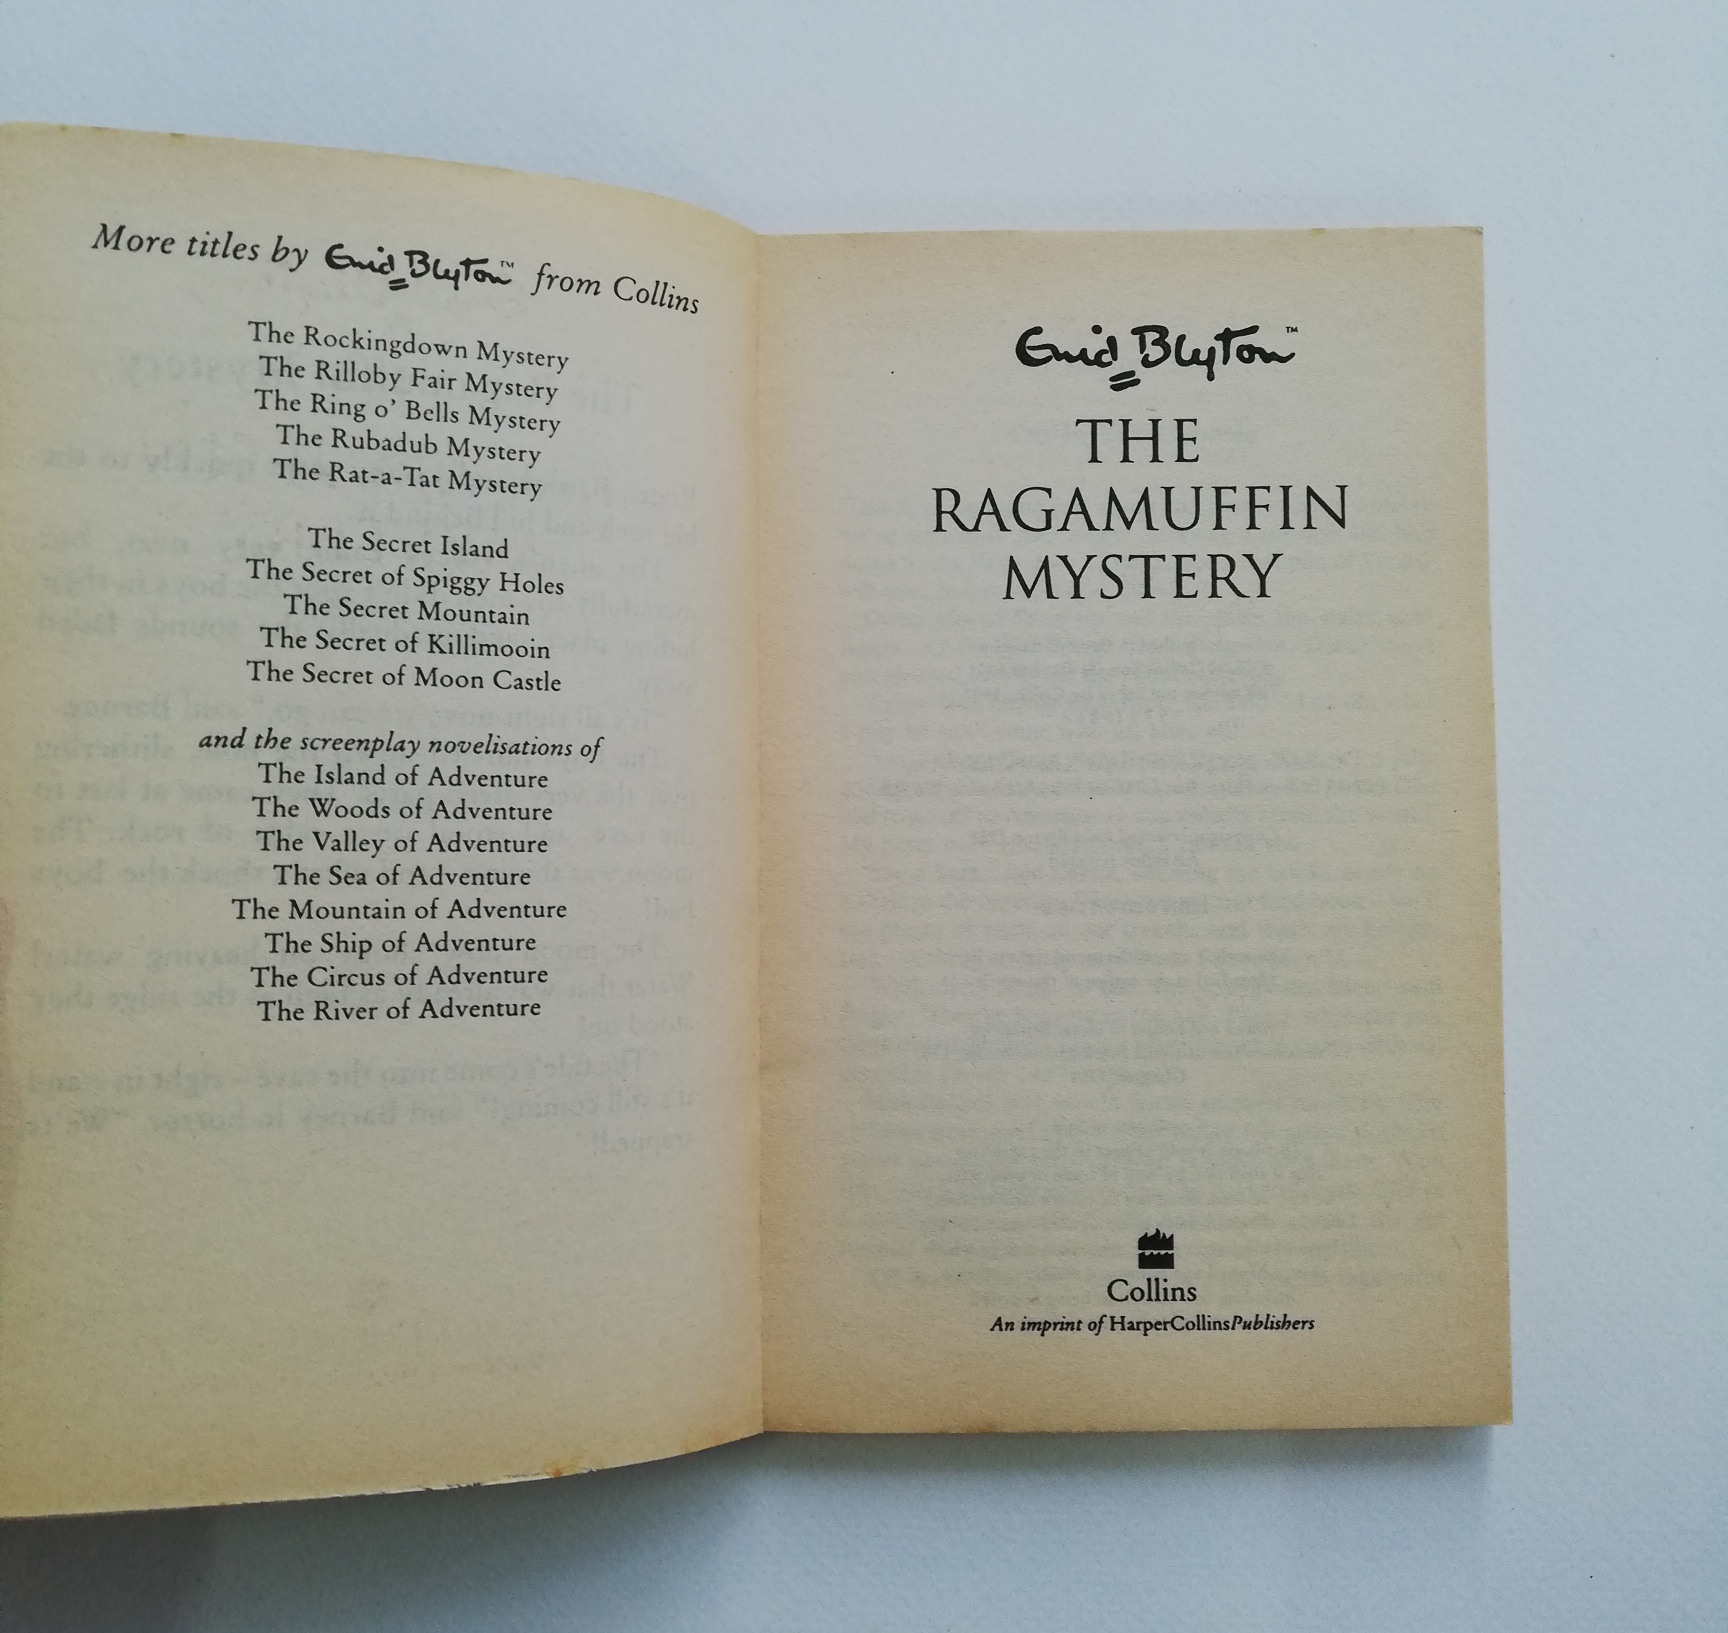 More titles by Enid Blyton™ from Collins
The Rockingdown Mystery
The Rilloby Fair Mystery
The Ring o' Bells Mystery
The Rubadub Mystery
The Rat-a-Tat Mystery
The Secret Island
The Secret of Spiggy Holes
The Secret Mountain
The Secret of Killimooin
The Secret of Moon Castle
and the screenplay novelisations of
The Island of Adventure
The Woods of Adventure
The Valley of Adventure
The Sea of Adventure
The Mountain of Adventure
The Ship of Adventure
The Circus of Adventure
The River of Adventure
Enid Blyton™
THE
RAGAMUFFIN
MYSTERY
Collins
An imprint of HarperCollinsPublishers